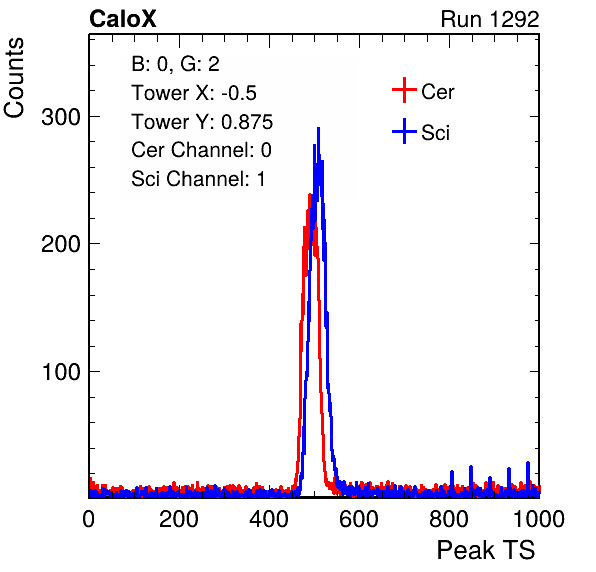 CaloX Run 1292
Counts
B: 0, G: 2
Tower X: -0.5
Tower Y: 0.875
Cer Channel: 0
Sci Channel: 1
Cer
Sci
300
200
100
0 200 400 600 800 1000
Peak TS